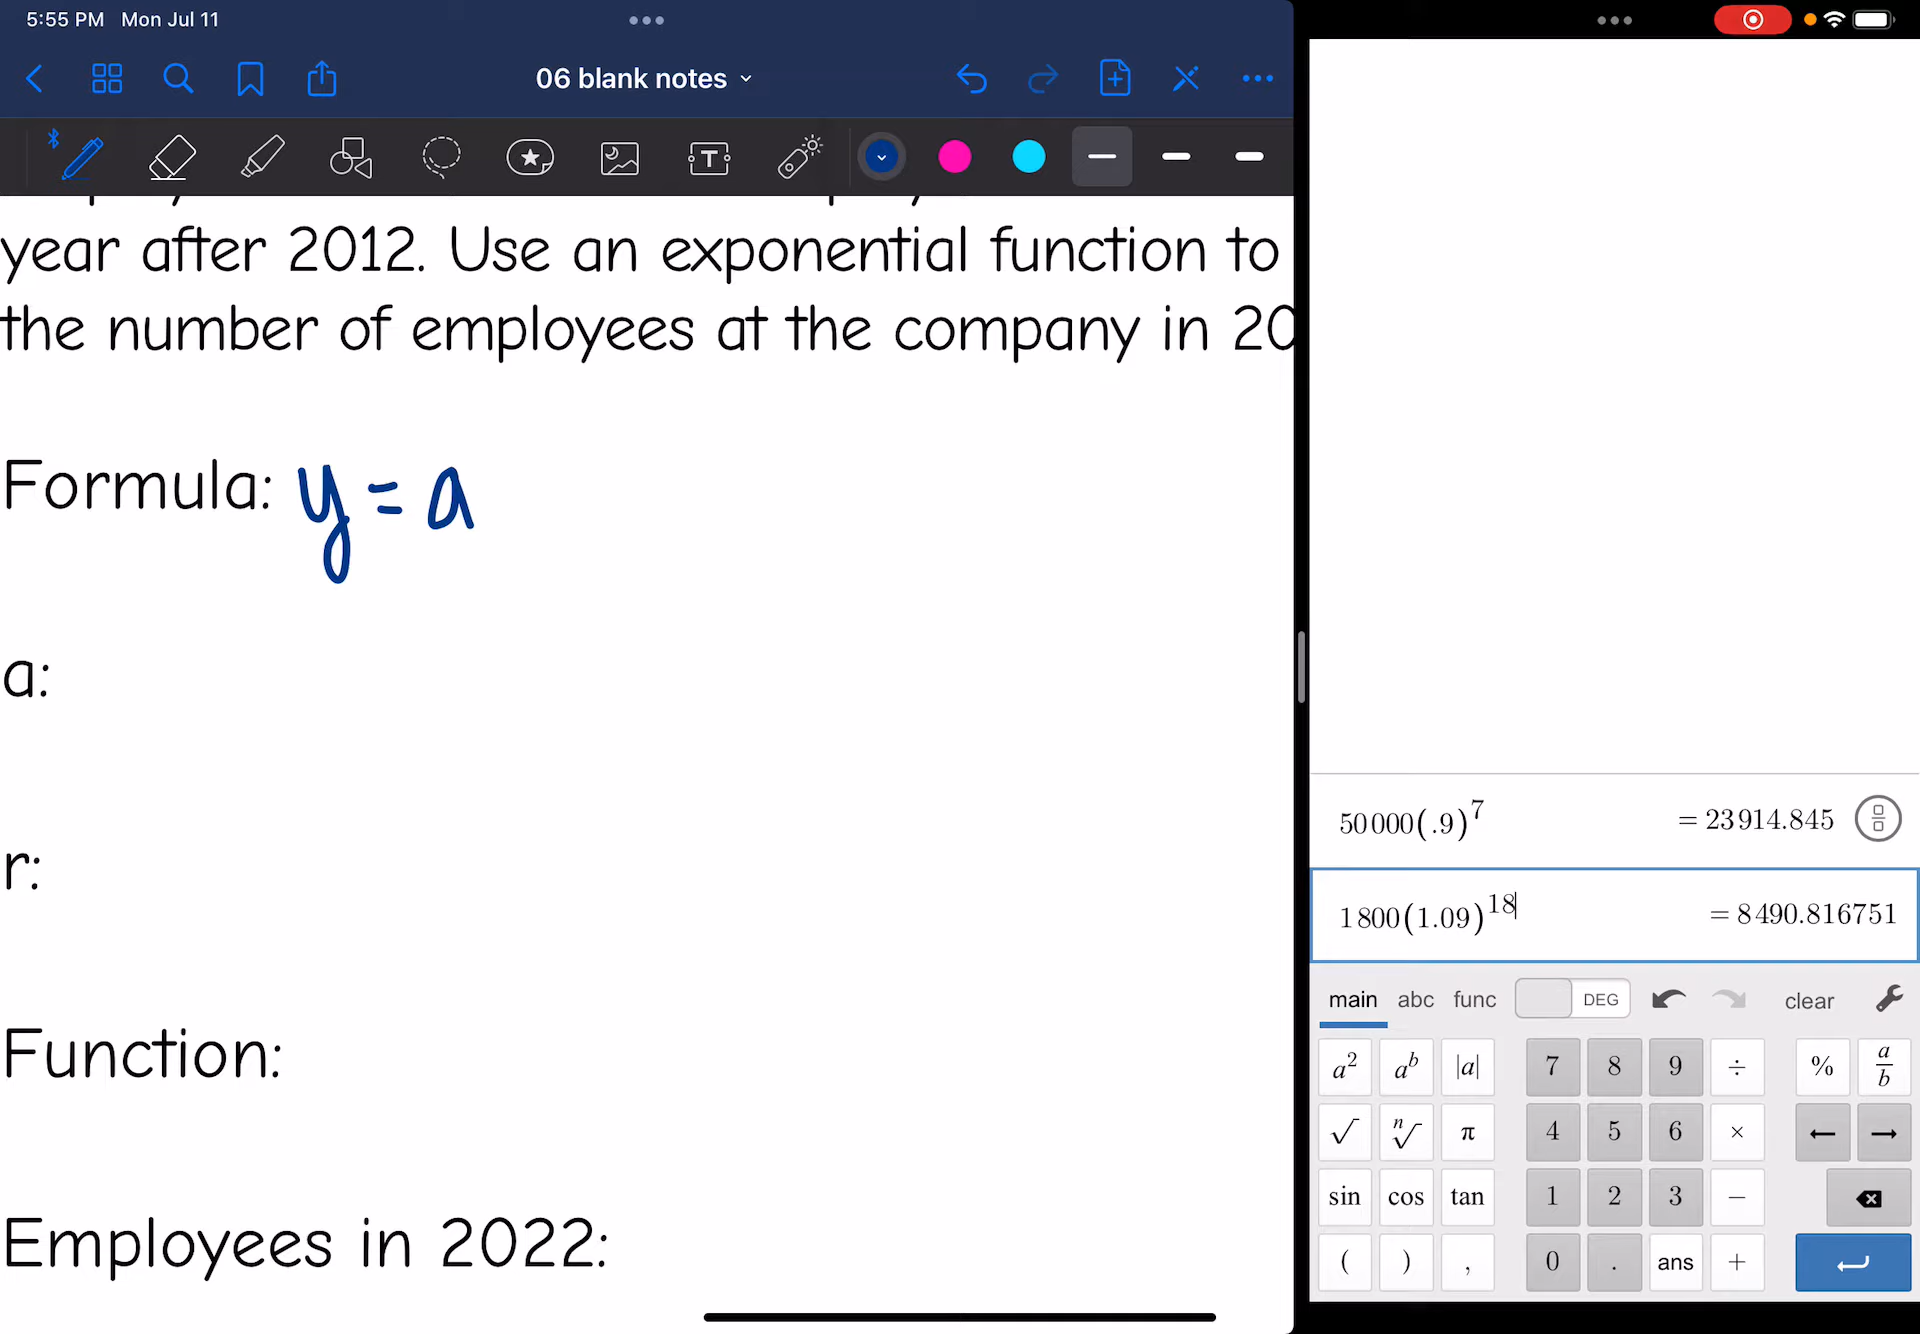 5:55 PM Mon Jul 11
06 blank notes
T
year after 2012. Use an exponential function to
the number of employees at the company in 20
Formula: y = a
a:
r:
Function:
Employees in 2022:
50000(.9)^7 = 23914.845
1800(1.09)^18 = 8490.816751
main abc func DEG clear
a^2 a^b |a| 7 8 9 ÷ % a/b
√ n√ π 4 5 6 × ← →
sin cos tan 1 2 3 −
( ) , 0 . ans +